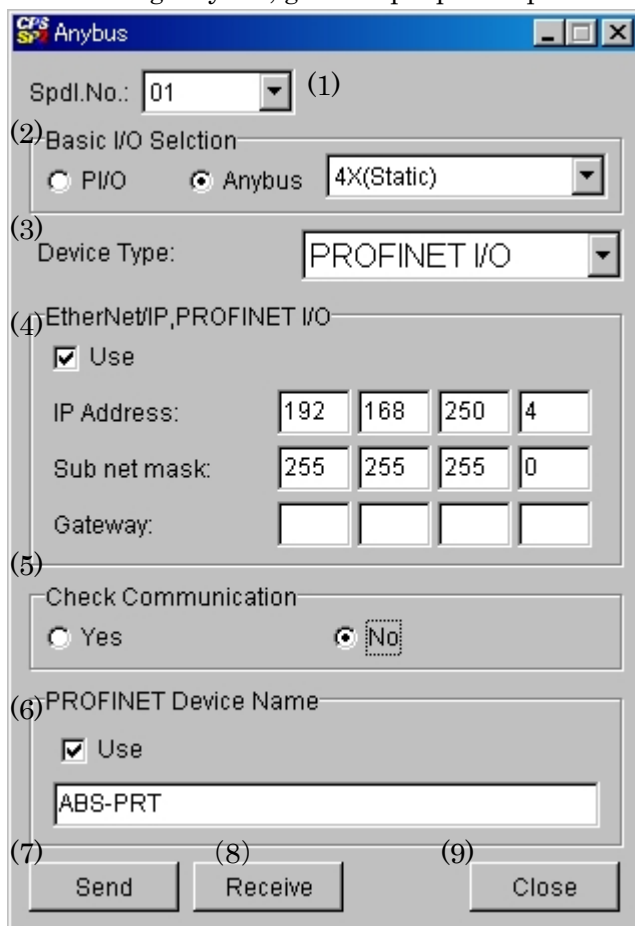 CPS SP2 Anybus
Spdl.No.: 01 (1)
(2) Basic I/O Selction
PI/O Anybus 4X(Static)
(3)
Device Type: PROFINET I/O
(4) EtherNet/IP,PROFINET I/O
Use
IP Address: 192 168 250 4
Sub net mask: 255 255 255 0
Gateway:
(5)
Check Communication
Yes No
(6) PROFINET Device Name
Use
ABS-PRT
(7) (8) (9)
Send Receive Close